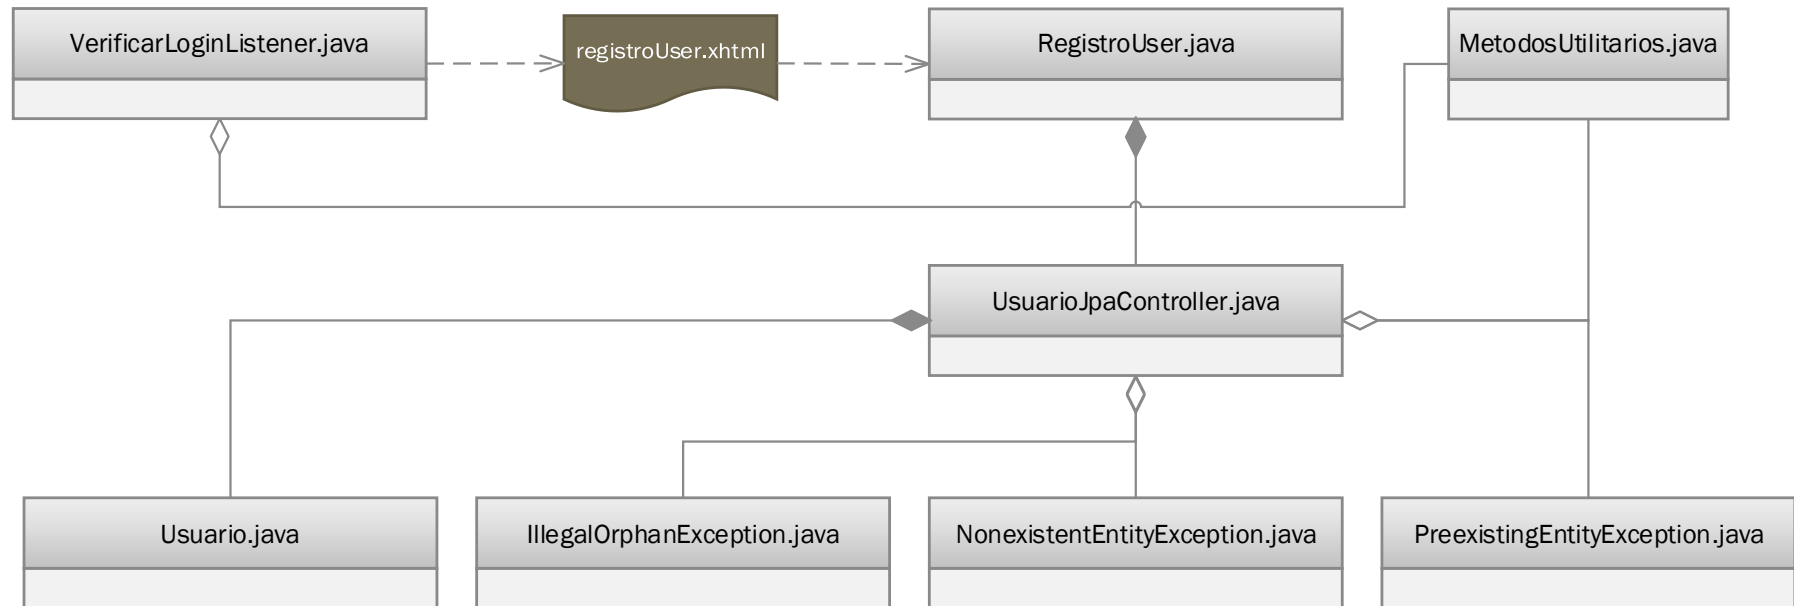 VerificarLoginListener.java
registroUser.xhtml
RegistroUser.java
MetodosUtilitarios.java
UsuarioJpaController.java
Usuario.java
IllegalOrphanException.java
NonexistentEntityException.java
PreexistingEntityException.java